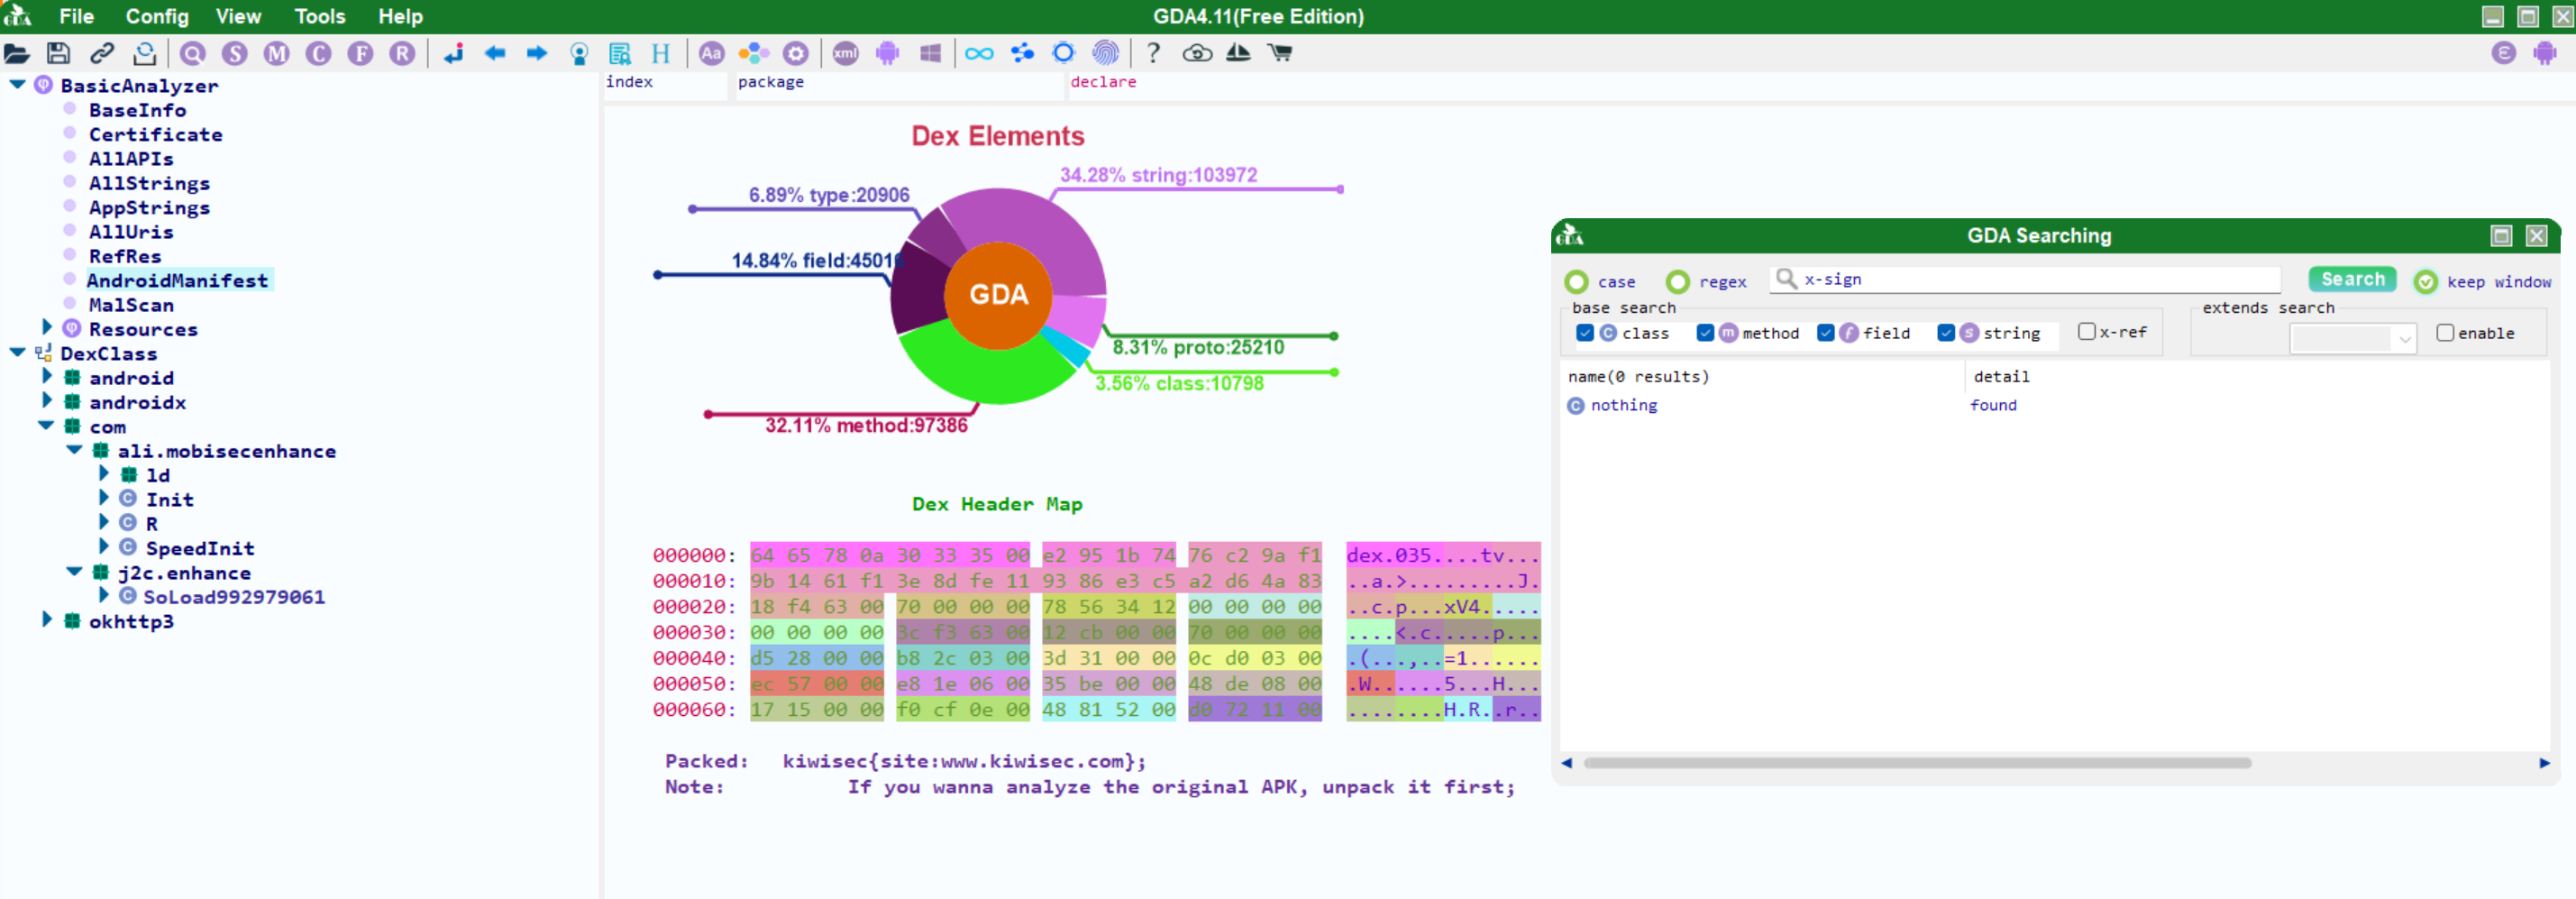 GDA File Config View Tools Help GDA4.11(Free Edition)
Q S M C F R H Aa xml ?
BasicAnalyzer
BaseInfo
Certificate
AllAPIs
AllStrings
AppStrings
AllUris
RefRes
AndroidManifest
MalScan
Resources
DexClass
android
androidx
com
ali.mobisecenhance
ld
Init
R
SpeedInit
j2c.enhance
SoLoad992979061
okhttp3
index package declare
Dex Elements
34.28% string:103972
6.89% type:20906
14.84% field:45016
GDA
8.31% proto:25210
3.56% class:10798
32.11% method:97386
Dex Header Map
000000: 64 65 78 0a 30 33 35 00 e2 95 1b 74 76 c2 9a f1 dex.035....tv...
000010: 9b 14 61 f1 3e 8d fe 11 93 86 e3 c5 a2 d6 4a 83 ..a.>.........J.
000020: 18 f4 63 00 70 00 00 00 78 56 34 12 00 00 00 00 ..c.p...xV4.....
000030: 00 00 00 00 3c f3 63 00 12 cb 00 00 70 00 00 00 ....<.c.....p...
000040: d5 28 00 00 b8 2c 03 00 3d 31 00 00 0c d0 03 00 .(...,..=1......
000050: ec 57 00 00 e8 1e 06 00 35 be 00 00 48 de 08 00 .W......5...H...
000060: 17 15 00 00 f0 cf 0e 00 48 81 52 00 d0 72 11 00 ........H.R..r..
Packed: kiwisec{site:www.kiwisec.com};
Note: If you wanna analyze the original APK, unpack it first;
GDA GDA Searching
case regex x-sign Search keep window
base search extends search
C class m method f field s string x-ref enable
name(0 results) detail
C nothing found